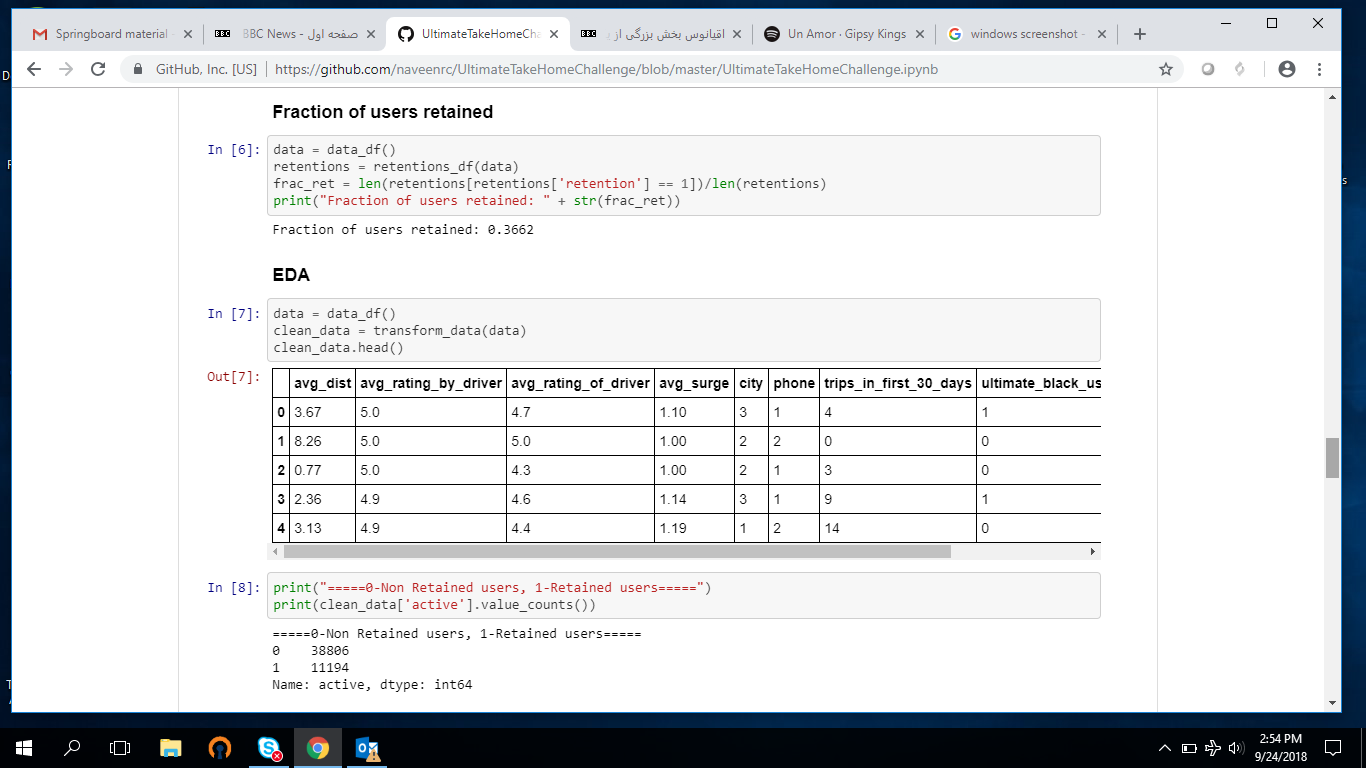 Springboard material
BBC News - صفحه اول
UltimateTakeHomeCha
اقیانوس بخش بزرگی از
Un Amor · Gipsy Kings
windows screenshot -
GitHub, Inc. [US] | https://github.com/naveenrc/UltimateTakeHomeChallenge/blob/master/UltimateTakeHomeChallenge.ipynb
Fraction of users retained
In [6]: data = data_df()
retentions = retentions_df(data)
frac_ret = len(retentions[retentions['retention'] == 1])/len(retentions)
print("Fraction of users retained: " + str(frac_ret))
Fraction of users retained: 0.3662
EDA
In [7]: data = data_df()
clean_data = transform_data(data)
clean_data.head()
Out[7]:
avg_dist avg_rating_by_driver avg_rating_of_driver avg_surge city phone trips_in_first_30_days ultimate_black_us
0 3.67 5.0 4.7 1.10 3 1 4 1
1 8.26 5.0 5.0 1.00 2 2 0 0
2 0.77 5.0 4.3 1.00 2 1 3 0
3 2.36 4.9 4.6 1.14 3 1 9 1
4 3.13 4.9 4.4 1.19 1 2 14 0
In [8]: print("=====0-Non Retained users, 1-Retained users=====")
print(clean_data['active'].value_counts())
=====0-Non Retained users, 1-Retained users=====
0 38806
1 11194
Name: active, dtype: int64
2:54 PM
9/24/2018